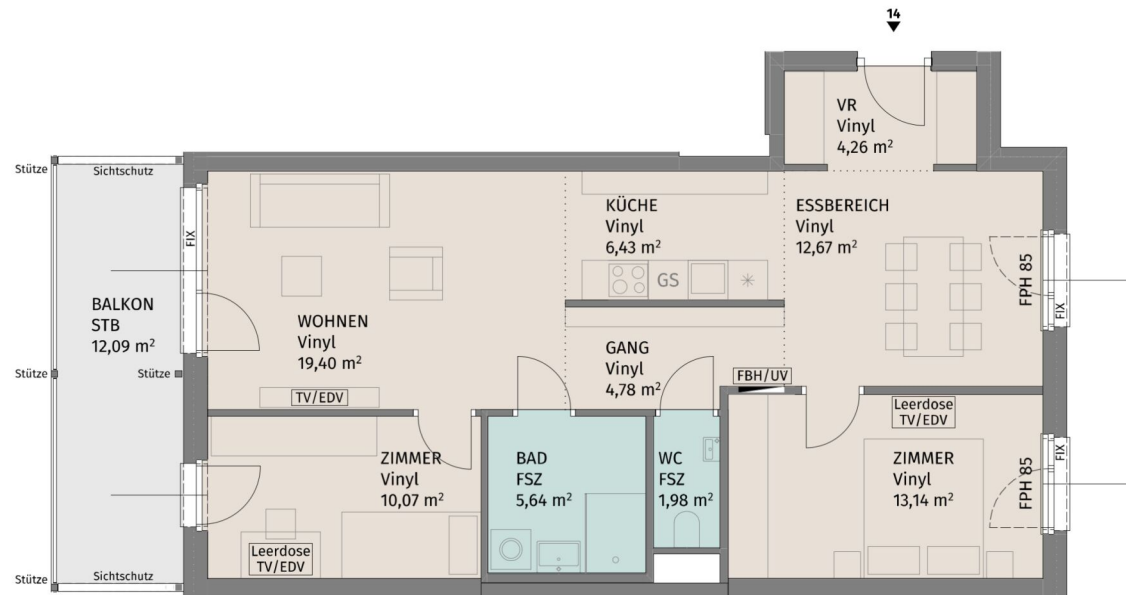 14
VR
Vinyl
4,26 m²
Stütze
Sichtschutz
FIX
KÜCHE
Vinyl
6,43 m²
ESSBEREICH
Vinyl
12,67 m²
GS
FPH 85
FIX
BALKON
STB
12,09 m²
WOHNEN
Vinyl
19,40 m²
GANG
Vinyl
4,78 m²
Stütze
Stütze
TV/EDV
FBH/UV
Leerdose
TV/EDV
ZIMMER
Vinyl
10,07 m²
BAD
FSZ
5,64 m²
WC
FSZ
1,98 m²
ZIMMER
Vinyl
13,14 m²
FPH 85
FIX
Leerdose
TV/EDV
Stütze
Sichtschutz